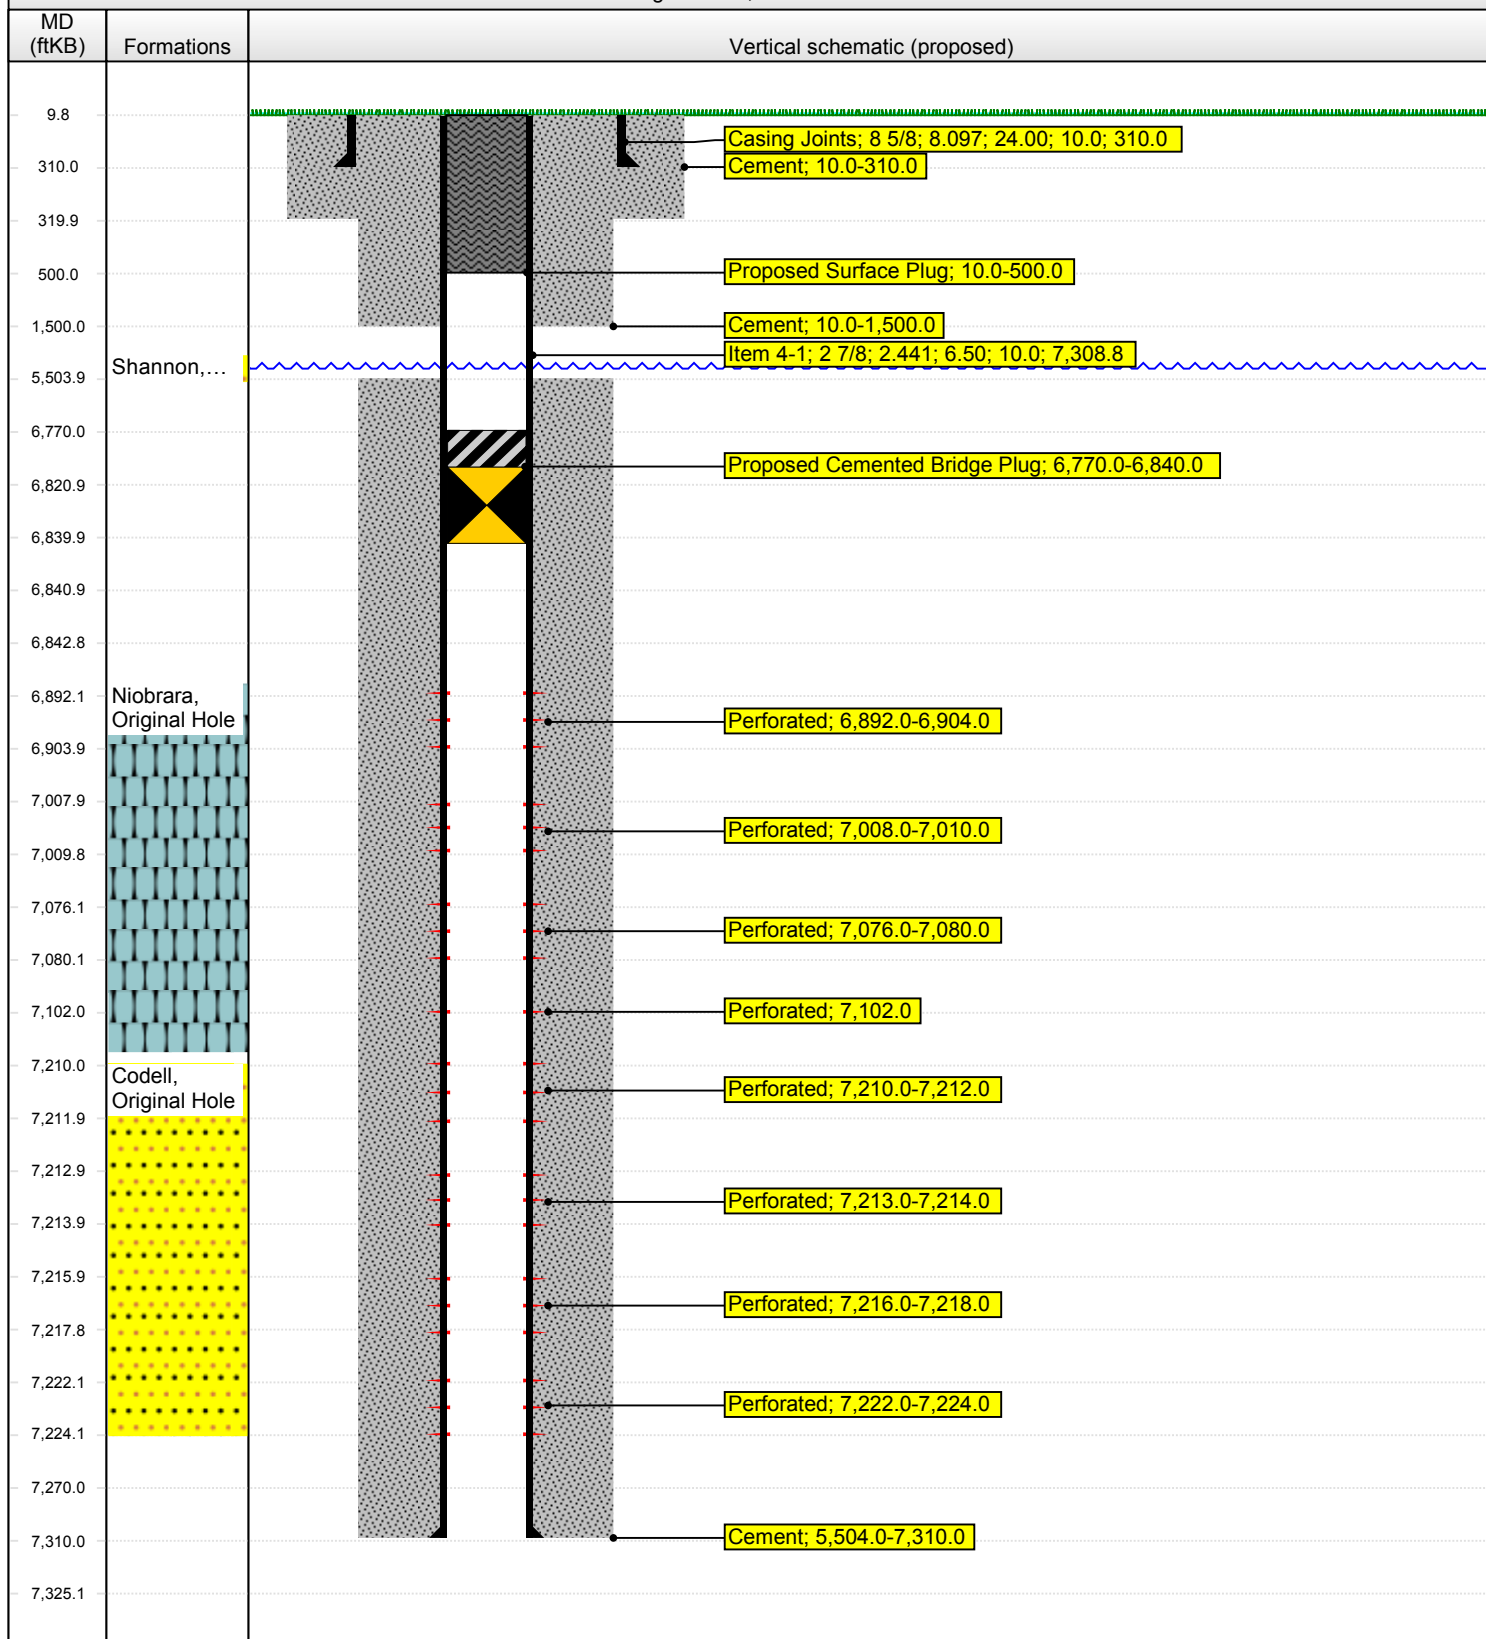 MD
(ftKB)
Formations
Vertical schematic (proposed)
9.8
Casing Joints; 8 5/8; 8.097; 24.00; 10.0; 310.0
310.0
Cement; 10.0-310.0
319.9
500.0
Proposed Surface Plug; 10.0-500.0
1,500.0
Cement; 10.0-1,500.0
Item 4-1; 2 7/8; 2.441; 6.50; 10.0; 7,308.8
Shannon,...
5,503.9
6,770.0
Proposed Cemented Bridge Plug; 6,770.0-6,840.0
6,820.9
6,839.9
6,840.9
6,842.8
6,892.1
Niobrara,
Original Hole
Perforated; 6,892.0-6,904.0
6,903.9
7,007.9
Perforated; 7,008.0-7,010.0
7,009.8
7,076.1
Perforated; 7,076.0-7,080.0
7,080.1
7,102.0
Perforated; 7,102.0
7,210.0
Codell,
Original Hole
Perforated; 7,210.0-7,212.0
7,211.9
7,212.9
Perforated; 7,213.0-7,214.0
7,213.9
7,215.9
Perforated; 7,216.0-7,218.0
7,217.8
7,222.1
Perforated; 7,222.0-7,224.0
7,224.1
7,270.0
7,310.0
Cement; 5,504.0-7,310.0
7,325.1